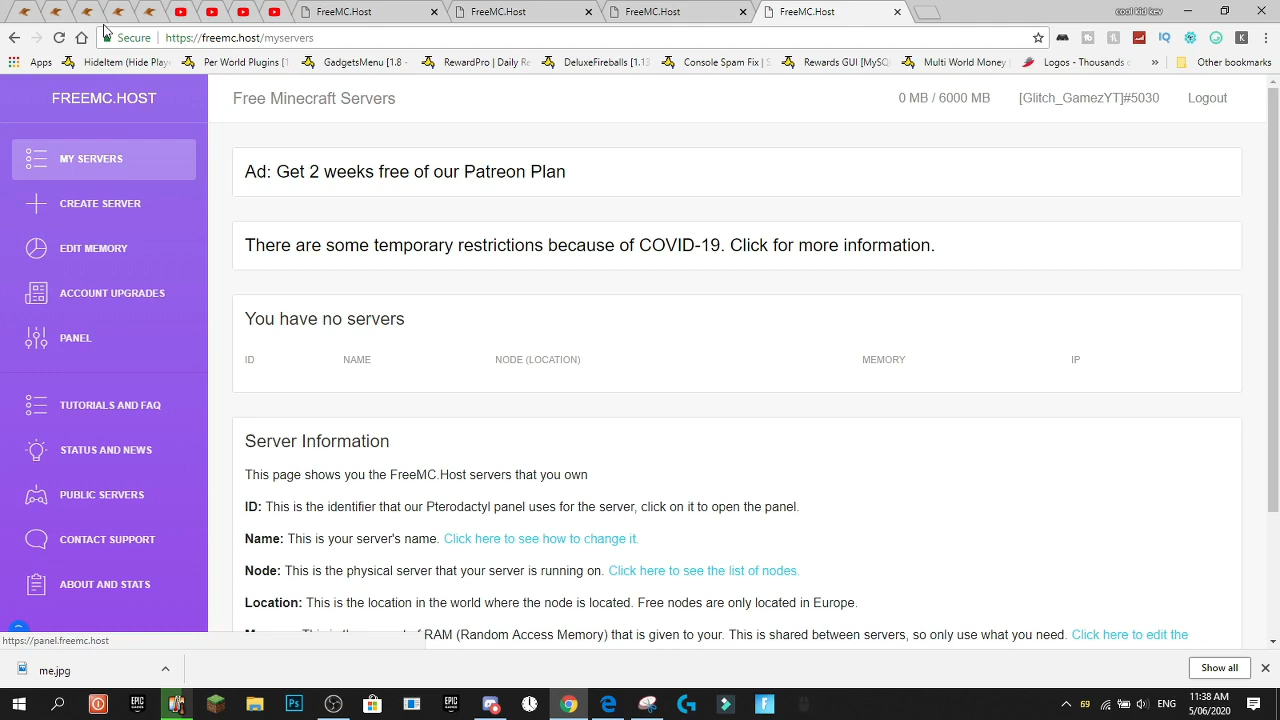 FreeMC.Host
FreeMC.Host
FreeMC.Host
FreeMC.Host
cool kid kev
Secure
https://freemc.host/myservers
Apps
HideItem (Hide Playe
Per World Plugins [1
GadgetsMenu [1.8 -
RewardPro | Daily Re
DeluxeFireballs [1.13
Console Spam Fix | S
Rewards GUI [MySQL
Multi World Money |
Logos - Thousands o
»
Other bookmarks
FREEMC.HOST
Free Minecraft Servers
0 MB / 6000 MB
[Glitch_GamezYT]#5030
Logout
MY SERVERS
CREATE SERVER
EDIT MEMORY
ACCOUNT UPGRADES
PANEL
TUTORIALS AND FAQ
STATUS AND NEWS
PUBLIC SERVERS
CONTACT SUPPORT
ABOUT AND STATS
Ad: Get 2 weeks free of our Patreon Plan
There are some temporary restrictions because of COVID-19. Click for more information.
You have no servers
ID NAME NODE (LOCATION) MEMORY IP
Server Information
This page shows you the FreeMC.Host servers that you own
ID: This is the identifier that our Pterodactyl panel uses for the server, click on it to open the panel.
Name: This is your server's name. Click here to see how to change it.
Node: This is the physical server that your server is running on. Click here to see the list of nodes.
Location: This is the location in the world where the node is located. Free nodes are only located in Europe.
RAM (Random Access Memory) that is given to your. This is shared between servers, so only use what you need. Click here to edit the
https://panel.freemc.host
me.jpg
Show all
EPIC GAMES
Ps
EPIC GAMES
69
ENG
11:38 AM
5/06/2020